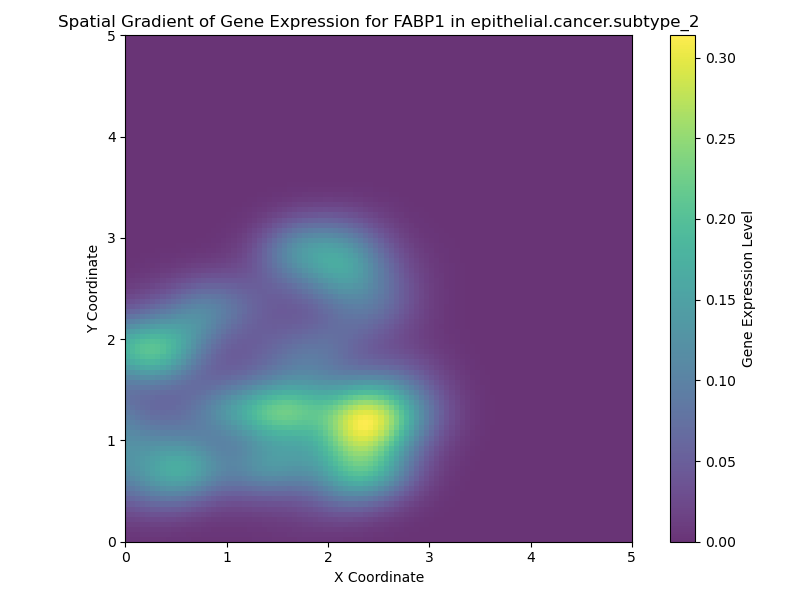 Spatial Gradient of Gene Expression for FABP1 in epithelial.cancer.subtype_2
5
4
3
2
1
0
Y Coordinate
0 1 2 3 4 5
X Coordinate
0.30
0.25
0.20
0.15
0.10
0.05
0.00
Gene Expression Level